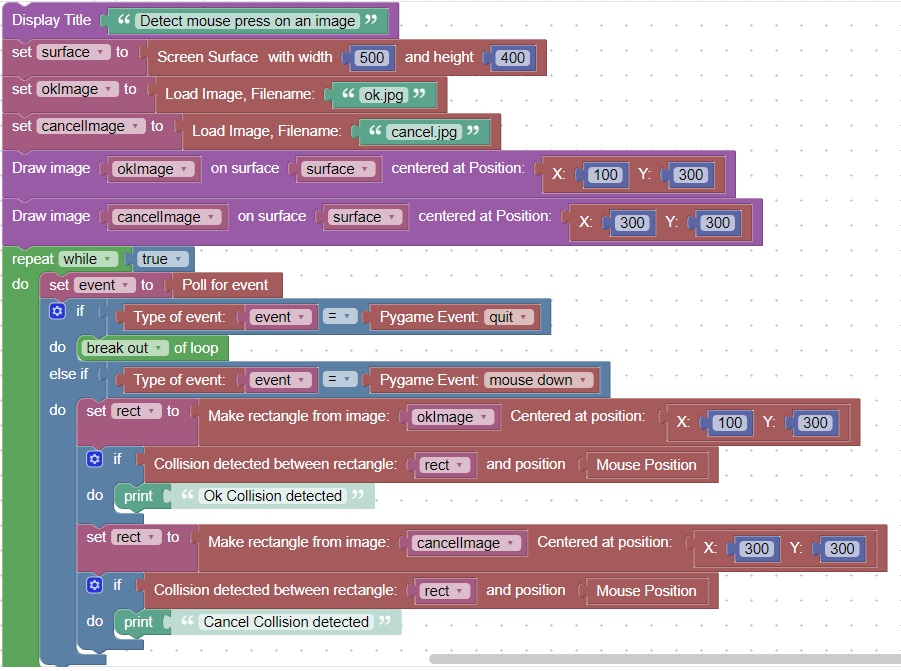 Display Title “ Detect mouse press on an image ”
set surface to Screen Surface with width 500 and height 400
set okImage to Load Image, Filename: “ ok.jpg ”
set cancelImage to Load Image, Filename: “ cancel.jpg ”
Draw image okImage on surface surface centered at Position: X: 100 Y: 300
Draw image cancelImage on surface surface centered at Position: X: 300 Y: 300
repeat while true
do set event to Poll for event
if Type of event: event = Pygame Event: quit
do break out of loop
else if Type of event: event = Pygame Event: mouse down
do set rect to Make rectangle from image: okImage Centered at position: X: 100 Y: 300
if Collision detected between rectangle: rect and position Mouse Position
do print “ Ok Collision detected ”
set rect to Make rectangle from image: cancelImage Centered at position: X: 300 Y: 300
if Collision detected between rectangle: rect and position Mouse Position
do print “ Cancel Collision detected ”